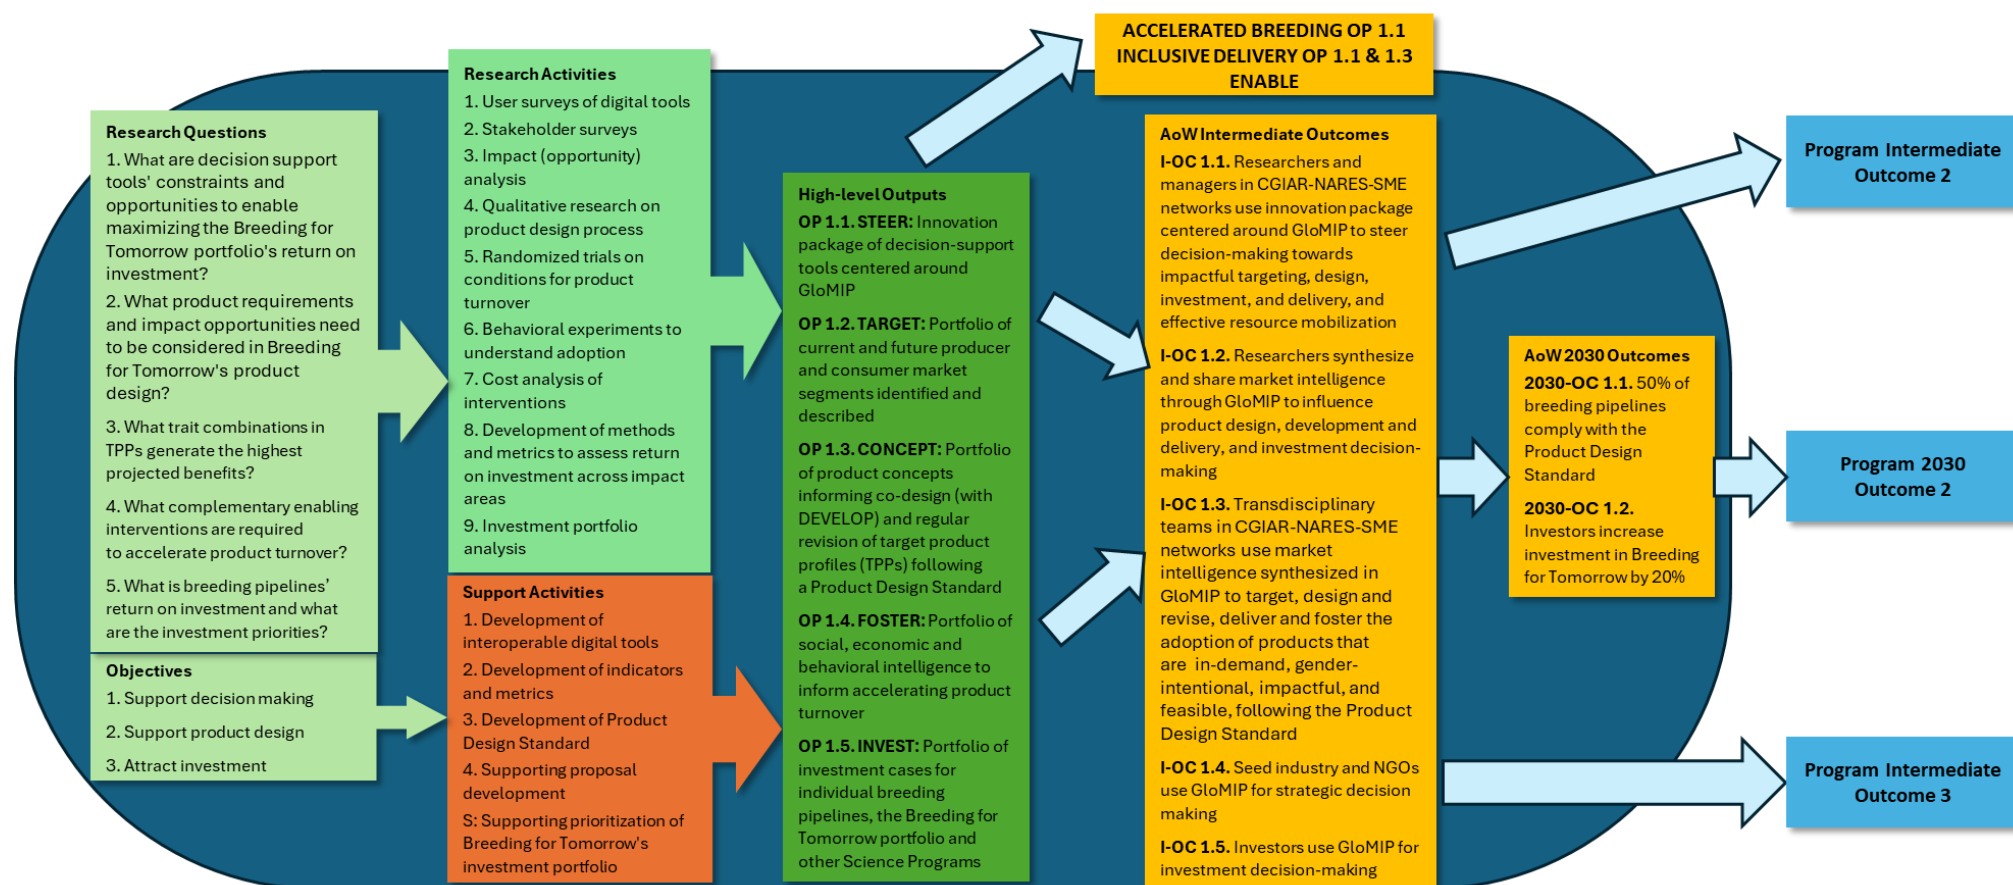 Research Questions
1. What are decision support
tools' constraints and
opportunities to enable
maximizing the Breeding for
Tomorrow portfolio's return on
investment?
2. What product requirements
and impact opportunities need
to be considered in Breeding
for Tomorrow's product
design?
3. What trait combinations in
TPPs generate the highest
projected benefits?
4. What complementary enabling
interventions are required
to accelerate product turnover?
5. What is breeding pipelines’
return on investment and what
are the investment priorities?
Objectives
1. Support decision making
2. Support product design
3. Attract investment
Research Activities
1. User surveys of digital tools
2. Stakeholder surveys
3. Impact (opportunity)
analysis
4. Qualitative research on
product design process
5. Randomized trials on
conditions for product
turnover
6. Behavioral experiments to
understand adoption
7. Cost analysis of
interventions
8. Development of methods
and metrics to assess return
on investment across impact
areas
9. Investment portfolio
analysis
Support Activities
1. Development of
interoperable digital tools
2. Development of indicators
and metrics
3. Development of Product
Design Standard
4. Supporting proposal
development
S: Supporting prioritization of
Breeding for Tomorrow's
investment portfolio
High-level Outputs
OP 1.1. STEER: Innovation
package of decision-support
tools centered around
GloMIP
OP 1.2. TARGET: Portfolio of
current and future producer
and consumer market
segments identified and
described
OP 1.3. CONCEPT: Portfolio
of product concepts
informing co-design (with
DEVELOP) and regular
revision of target product
profiles (TPPs) following
a Product Design Standard
OP 1.4. FOSTER: Portfolio of
social, economic and
behavioral intelligence to
inform accelerating product
turnover
OP 1.5. INVEST: Portfolio of
investment cases for
individual breeding
pipelines, the Breeding for
Tomorrow portfolio and
other Science Programs
ACCELERATED BREEDING OP 1.1
INCLUSIVE DELIVERY OP 1.1 & 1.3
ENABLE
AoW Intermediate Outcomes
I-OC 1.1. Researchers and
managers in CGIAR-NARES-SME
networks use innovation package
centered around GloMIP to steer
decision-making towards
impactful targeting, design,
investment, and delivery, and
effective resource mobilization
I-OC 1.2. Researchers synthesize
and share market intelligence
through GloMIP to influence
product design, development and
delivery, and investment decision-
making
I-OC 1.3. Transdisciplinary
teams in CGIAR-NARES-SME
networks use market
intelligence synthesized in
GloMIP to target, design and
revise, deliver and foster the
adoption of products that
are in-demand, gender-
intentional, impactful, and
feasible, following the Product
Design Standard
I-OC 1.4. Seed industry and NGOs
use GloMIP for strategic decision
making
I-OC 1.5. Investors use GloMIP for
investment decision-making
AoW 2030 Outcomes
2030-OC 1.1. 50% of
breeding pipelines
comply with the
Product Design
Standard
2030-OC 1.2.
Investors increase
investment in Breeding
for Tomorrow by 20%
Program Intermediate
Outcome 2
Program 2030
Outcome 2
Program Intermediate
Outcome 3